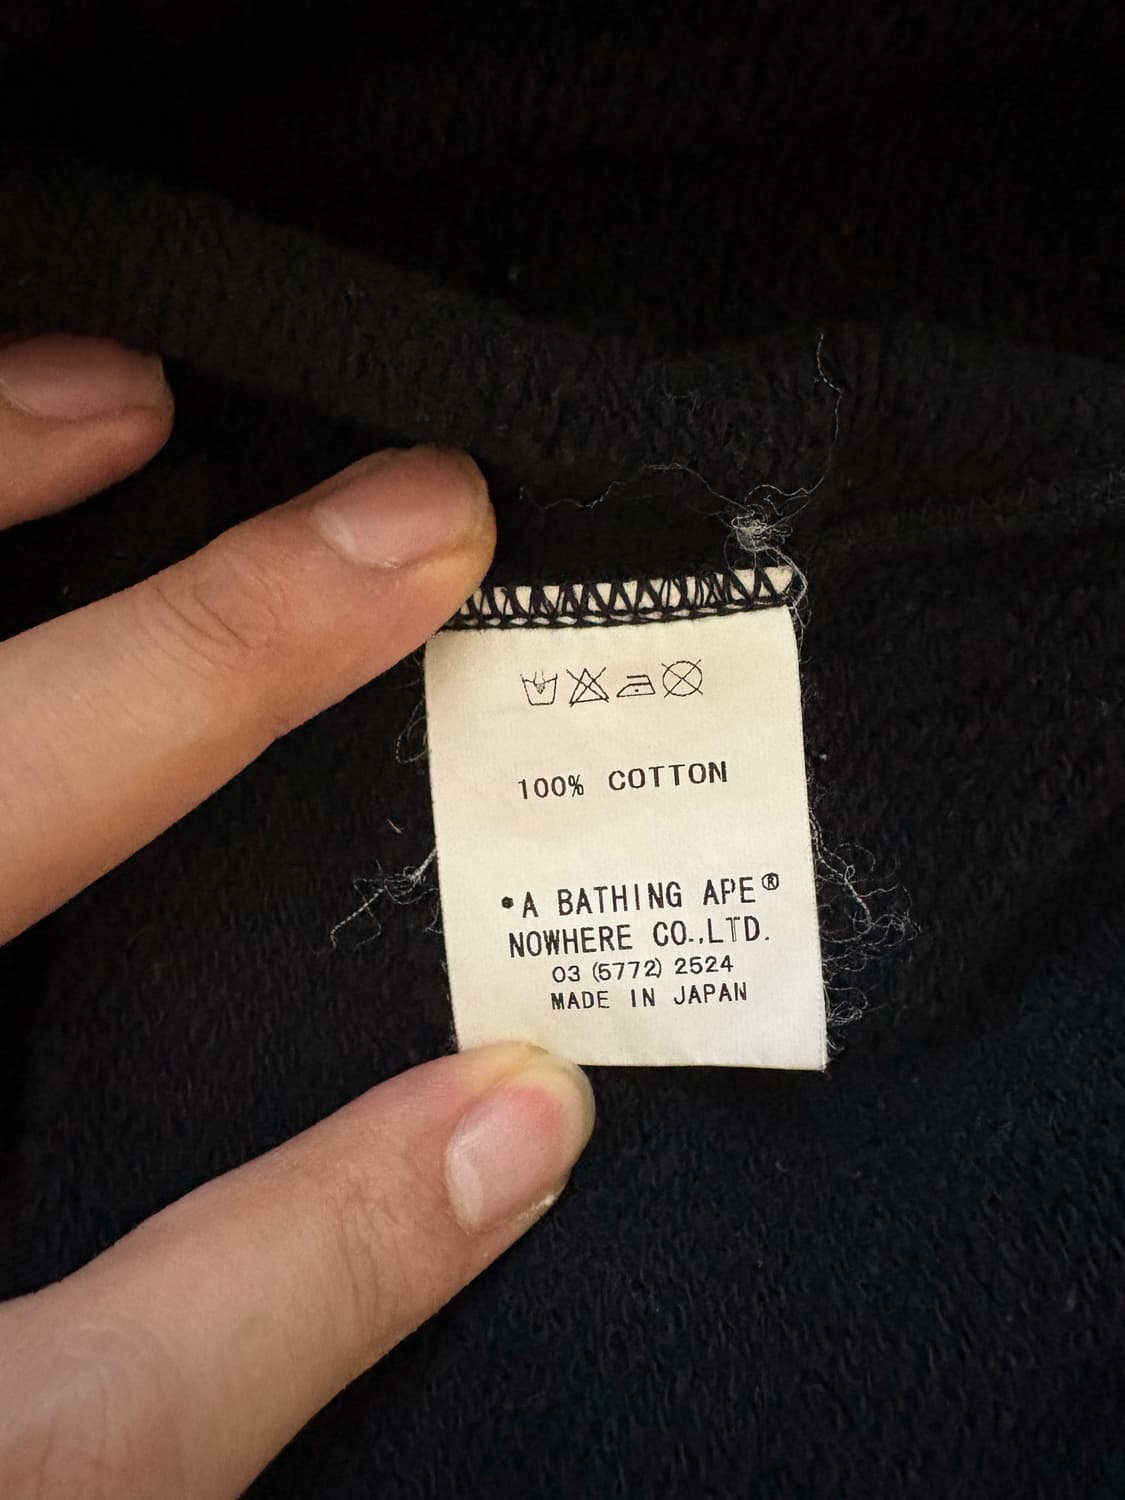 100% COTTON
•A BATHING APE®
NOWHERE CO.,LTD.
03 (5772) 2524
MADE IN JAPAN